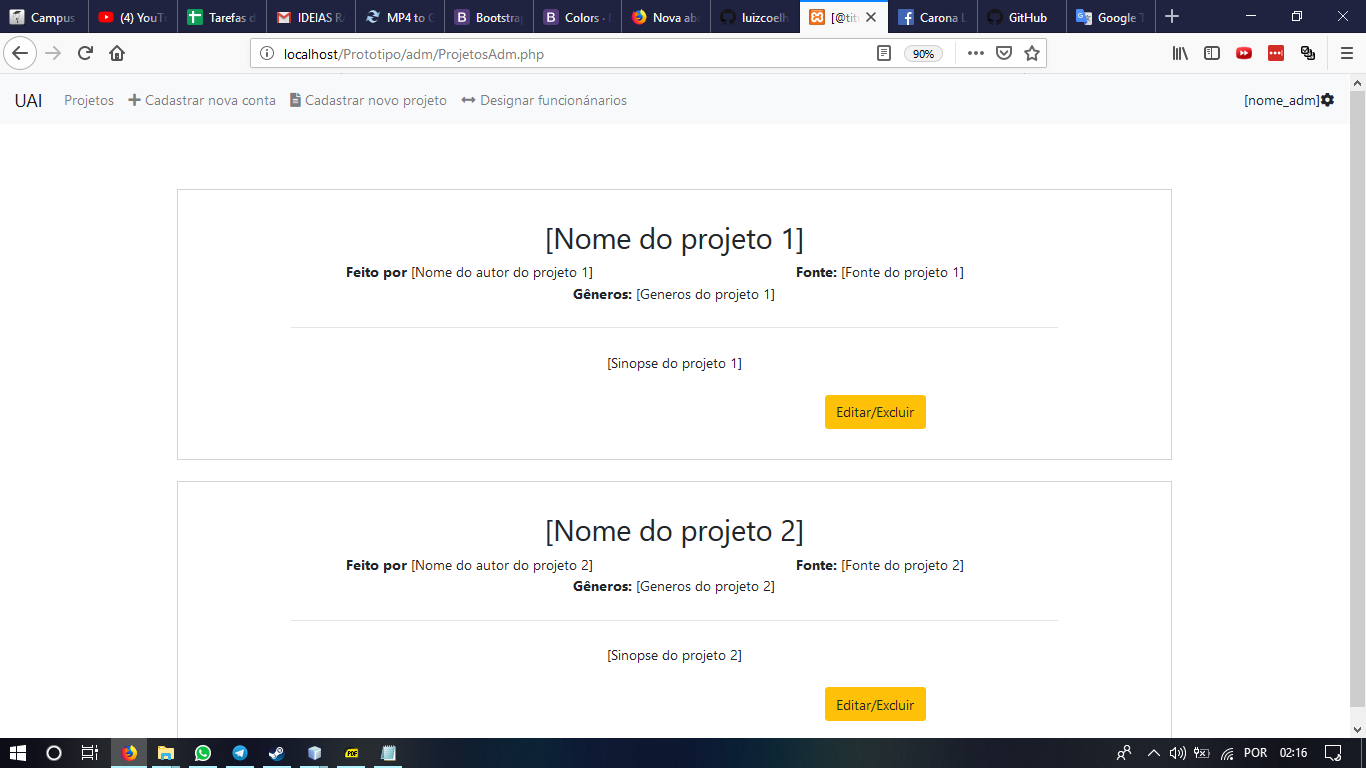 Campus
(4) YouT
Tarefas d
IDEIAS RA
MP4 to G
Bootstrap
Colors ·
Nova aba
luizcoelh
[@tit
Carona L
GitHub
Google T
localhost/Prototipo/adm/ProjetosAdm.php
90%
UAI Projetos Cadastrar nova conta Cadastrar novo projeto Designar funcionánarios [nome_adm]
[Nome do projeto 1]
Feito por [Nome do autor do projeto 1] Fonte: [Fonte do projeto 1]
Gêneros: [Generos do projeto 1]
[Sinopse do projeto 1]
Editar/Excluir
[Nome do projeto 2]
Feito por [Nome do autor do projeto 2] Fonte: [Fonte do projeto 2]
Gêneros: [Generos do projeto 2]
[Sinopse do projeto 2]
Editar/Excluir
PDF
POR 02:16